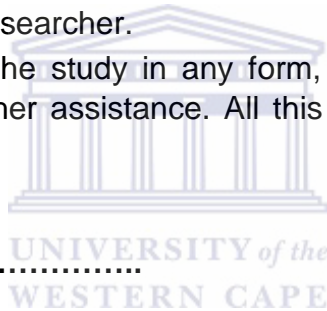 searcher.
he study in any form,
her assistance. All this
…………..
UNIVERSITY of the
WESTERN CAPE